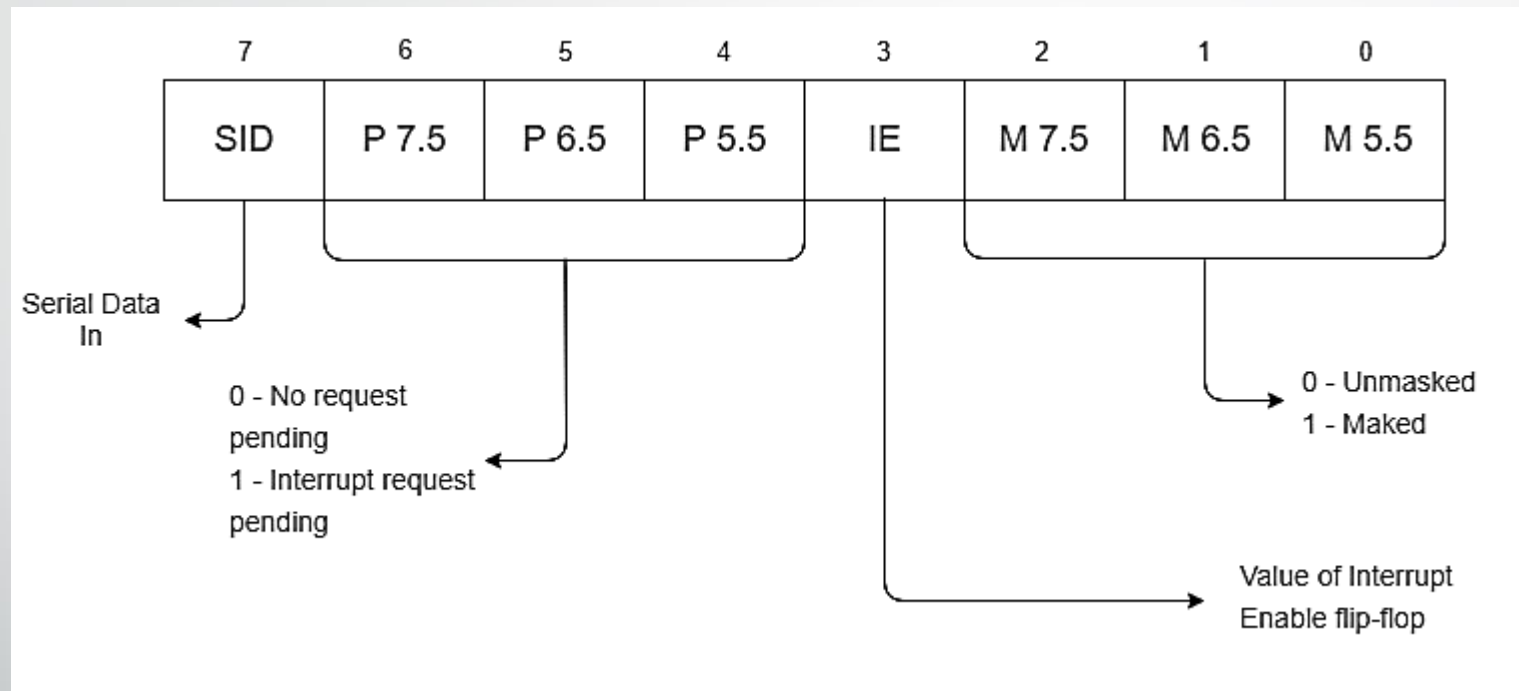 7 6 5 4 3 2 1 0
SID P 7.5 P 6.5 P 5.5 IE M 7.5 M 6.5 M 5.5
Serial Data
In
0 - No request
pending
1 - Interrupt request
pending
0 - Unmasked
1 - Maked
Value of Interrupt
Enable flip-flop